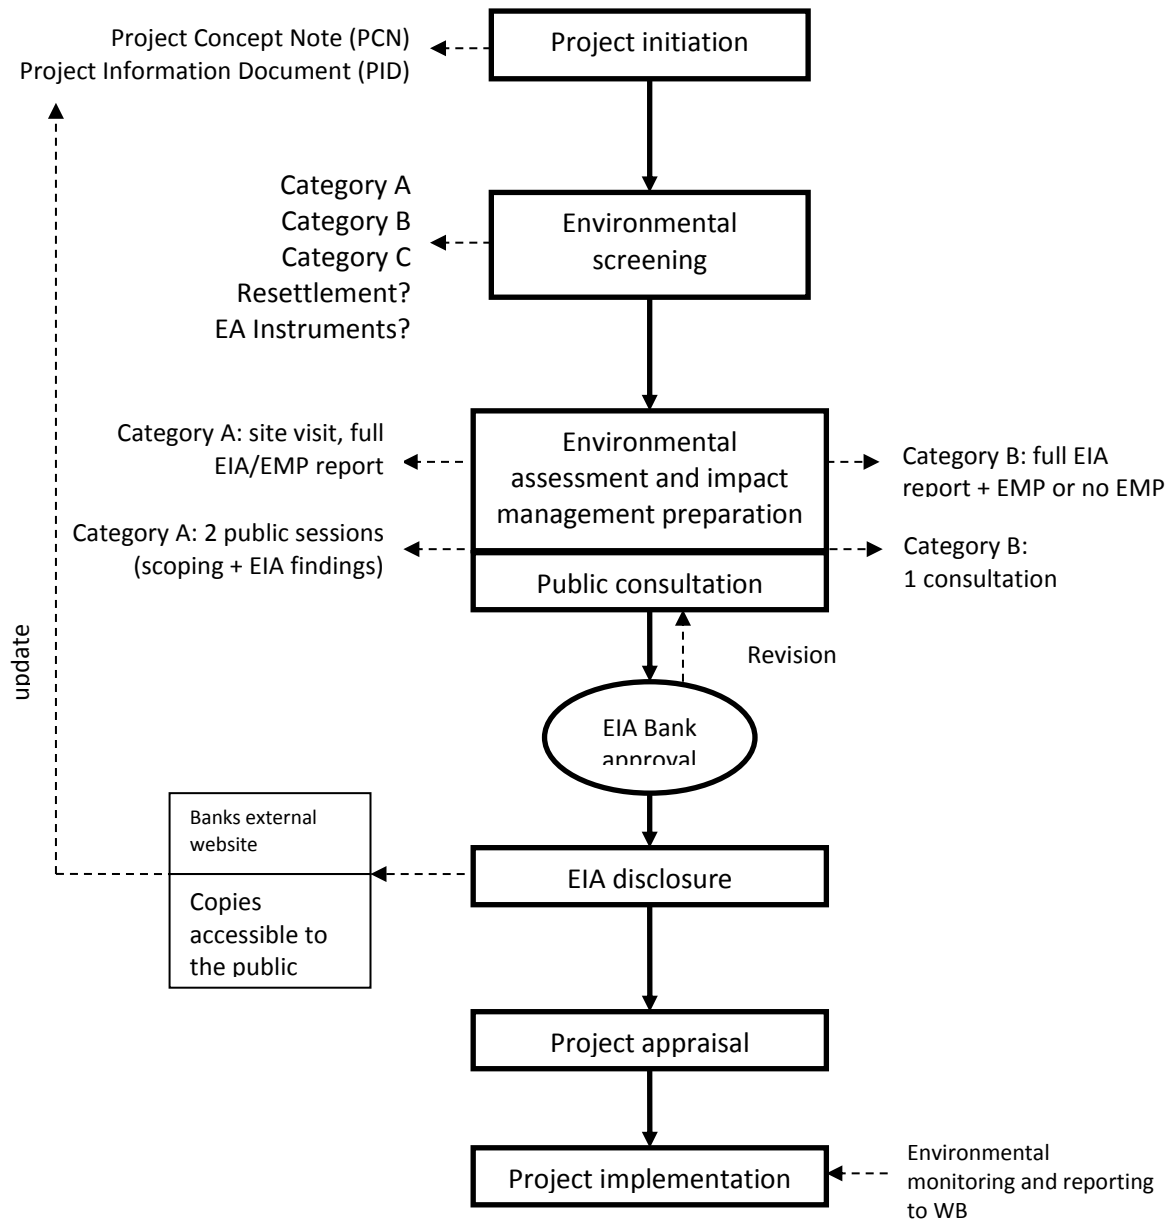 Project initiation
Project Concept Note (PCN)
Project Information Document (PID)
Category A
Category B
Category C
Resettlement?
EA Instruments?
Environmental
screening
Category A: site visit, full
EIA/EMP report
Environmental
assessment and impact
management preparation
Category B: full EIA
report + EMP or no EMP
Category A: 2 public sessions
(scoping + EIA findings)
Public consultation
Category B:
1 consultation
update
Revision
EIA Bank
approval
Banks external
website
Copies
accessible to
the public
EIA disclosure
Project appraisal
Project implementation
Environmental
monitoring and reporting
to WB